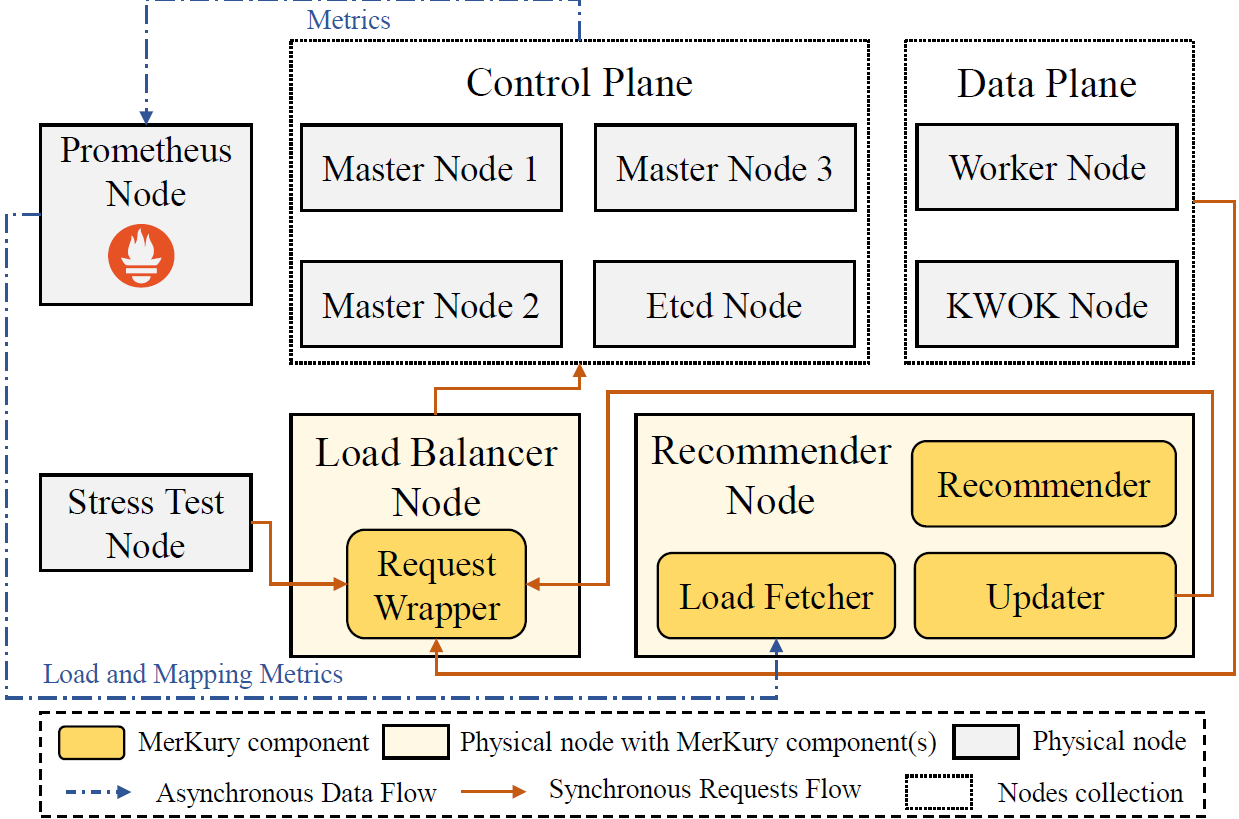 Metrics
Control Plane
Data Plane
Prometheus
Node
Master Node 1
Master Node 3
Worker Node
Master Node 2
Etcd Node
KWOK Node
Load Balancer
Node
Recommender
Node
Recommender
Stress Test
Node
Request
Wrapper
Load Fetcher
Updater
Load and Mapping Metrics
MerKury component
Physical node with MerKury component(s)
Physical node
Asynchronous Data Flow
Synchronous Requests Flow
Nodes collection